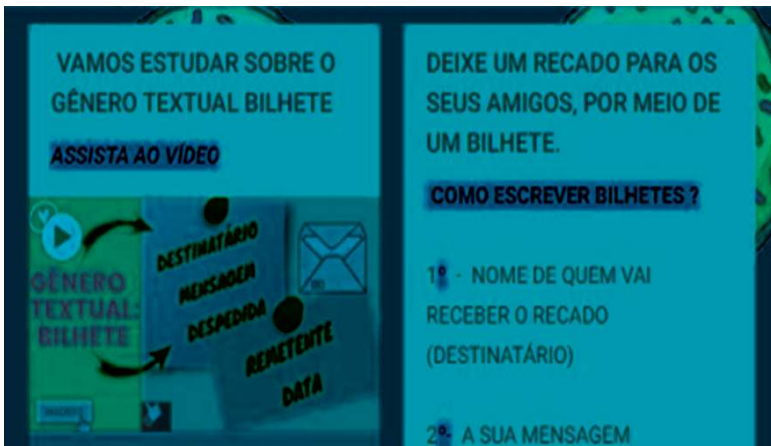 VAMOS ESTUDAR SOBRE O
GÊNERO TEXTUAL BILHETE
ASSISTA AO VÍDEO
GÊNERO
TEXTUAL:
BILHETE
DESTINATÁRIO
MENSAGEM
DESPEDIDA
REMETENTE
DATA
DEIXE UM RECADO PARA OS
SEUS AMIGOS, POR MEIO DE
UM BILHETE.
COMO ESCREVER BILHETES ?
1º - NOME DE QUEM VAI
RECEBER O RECADO
(DESTINATÁRIO)
2º- A SUA MENSAGEM